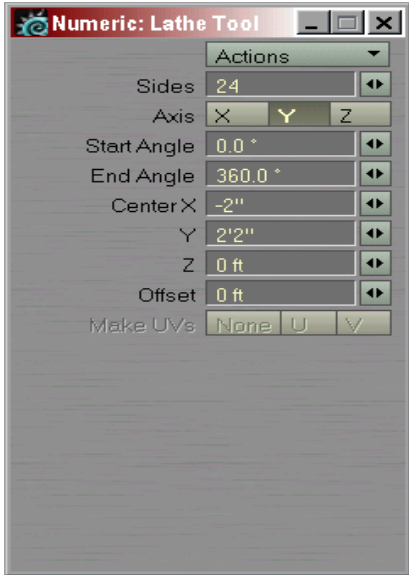 Numeric: Lathe Tool
Actions
Sides 24
Axis X Y Z
Start Angle 0.0 °
End Angle 360.0 °
Center X -2"
Y 2'2"
Z 0 ft
Offset 0 ft
Make UVs None U V